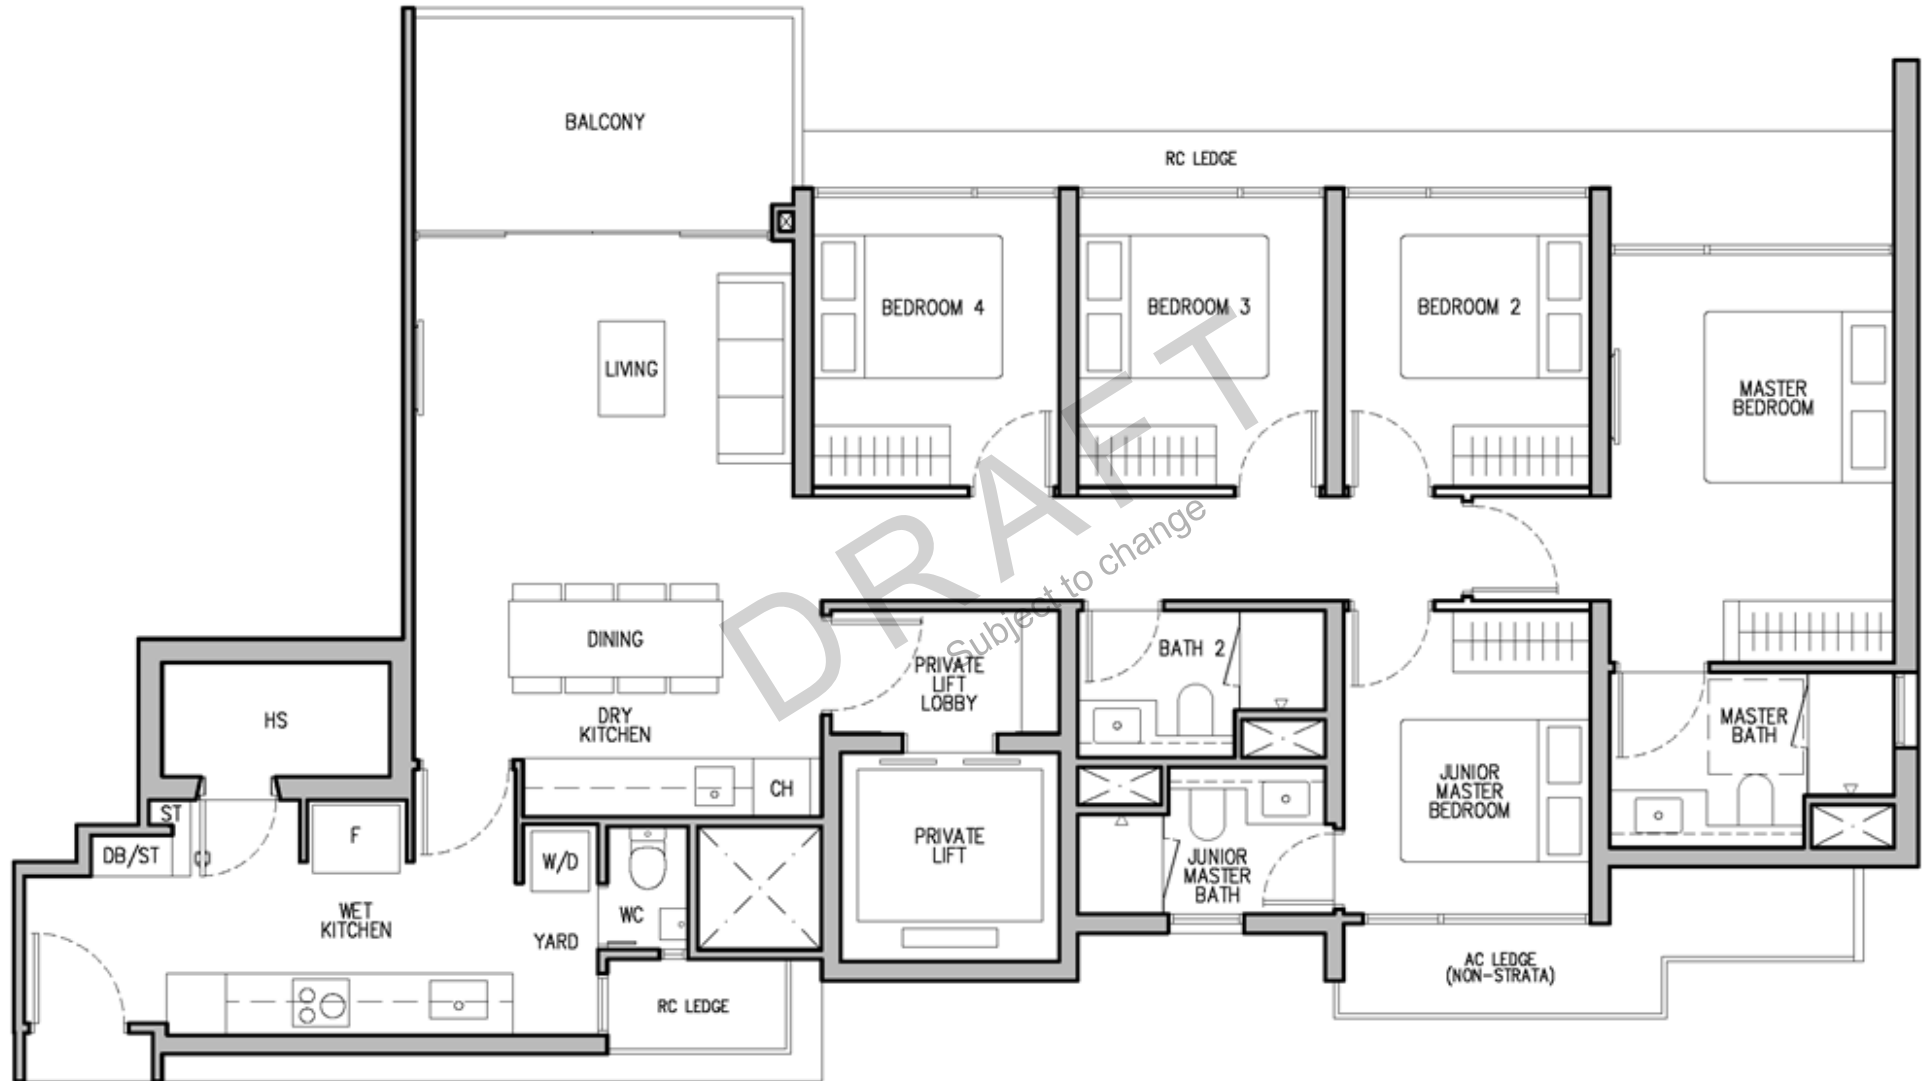 BALCONY
RC LEDGE
BEDROOM 4
BEDROOM 3
BEDROOM 2
LIVING
MASTER
BEDROOM
DRAFT
Subject to change
DINING
BATH 2
PRIVATE
LIFT
LOBBY
HS
DRY
KITCHEN
MASTER
BATH
CH
JUNIOR
MASTER
BEDROOM
ST
F
PRIVATE
LIFT
DB/ST
W/D
JUNIOR
MASTER
BATH
WET
KITCHEN
WC
YARD
AC LEDGE
(NON-STRATA)
RC LEDGE